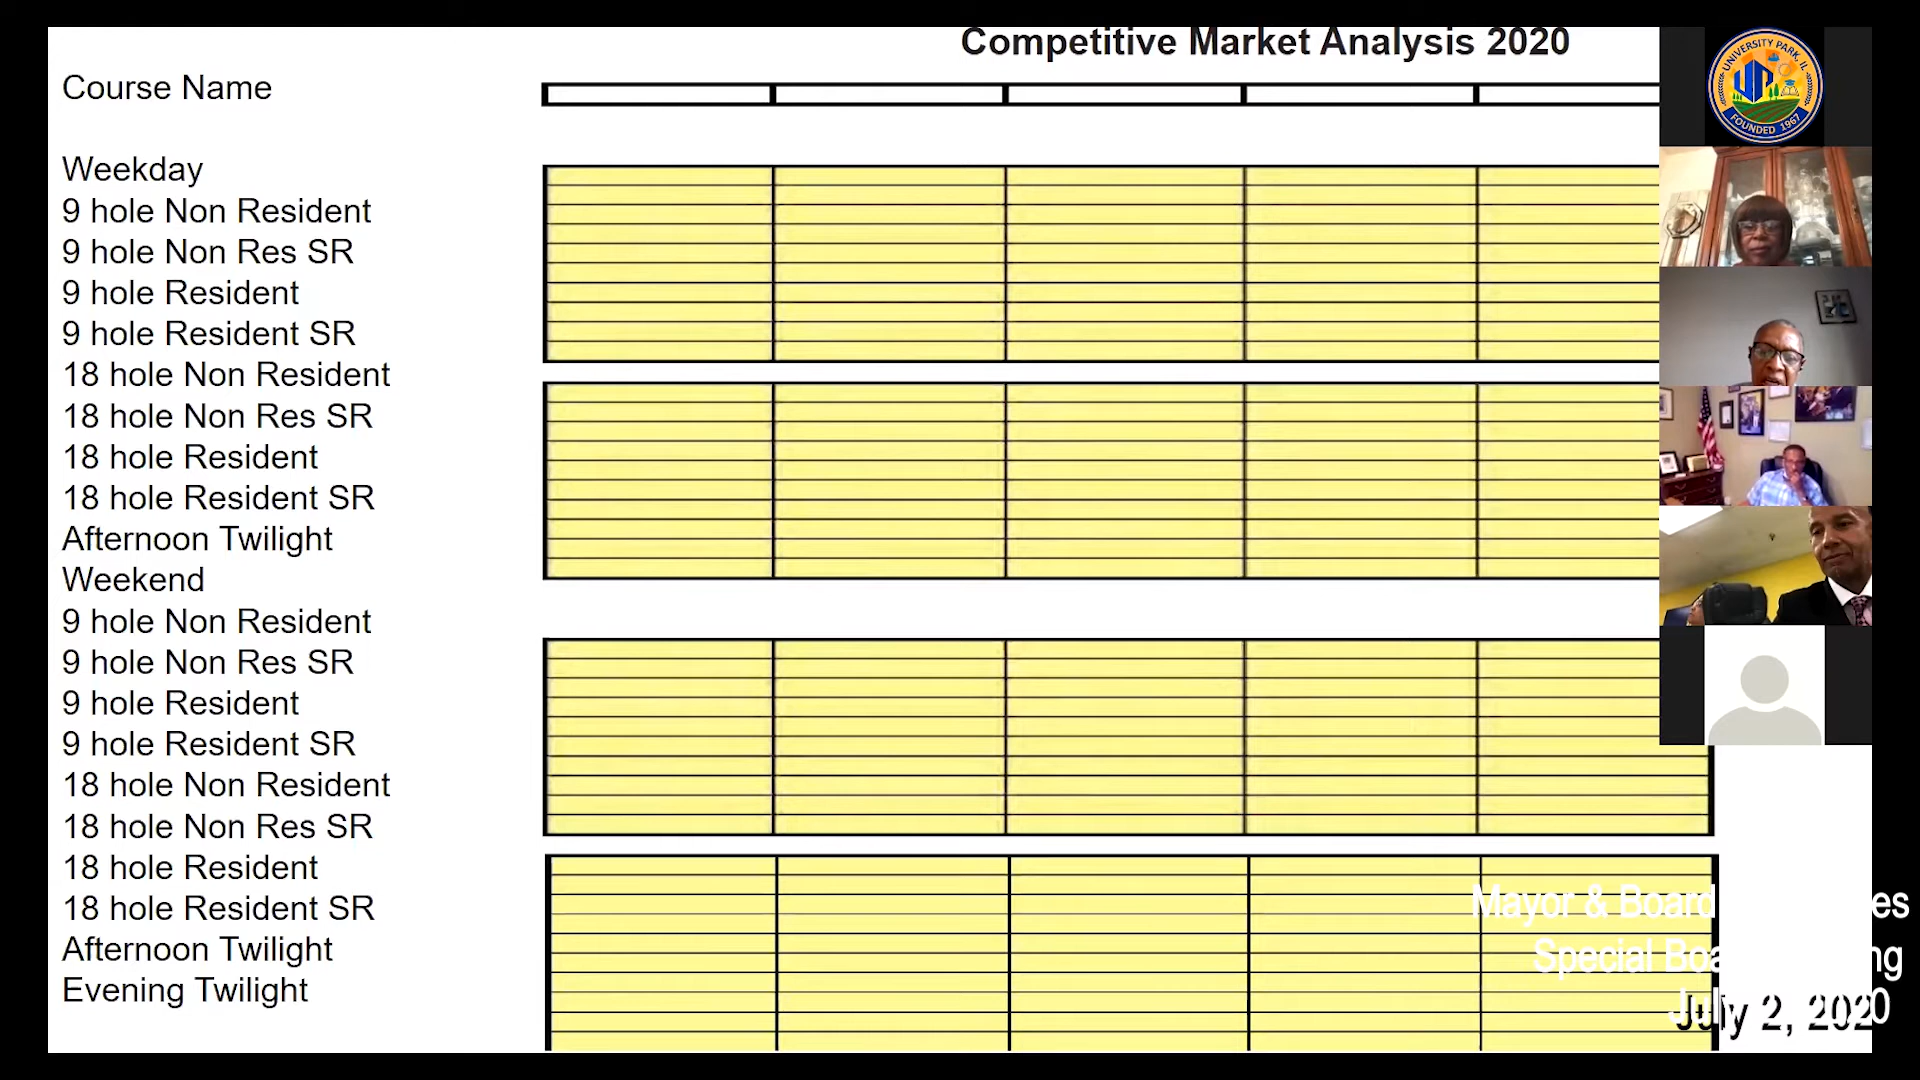 Competitive Market Analysis 2020
Course Name
Weekday
9 hole Non Resident
9 hole Non Res SR
9 hole Resident
9 hole Resident SR
18 hole Non Resident
18 hole Non Res SR
18 hole Resident
18 hole Resident SR
Afternoon Twilight
Weekend
9 hole Non Resident
9 hole Non Res SR
9 hole Resident
9 hole Resident SR
18 hole Non Resident
18 hole Non Res SR
18 hole Resident
18 hole Resident SR
Afternoon Twilight
Evening Twilight
UNIVERSITY PARK, IL
UP
FOUNDED 1967
Mayor & Board
Special
July 2, 2020